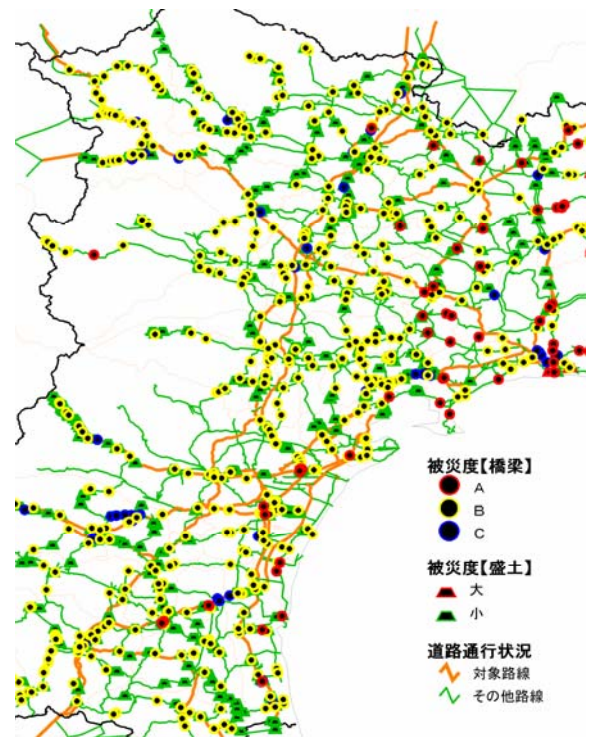 被災度【橋梁】
A
B
C
被災度【盛土】
大
小
道路通行状況
対象路線
その他路線